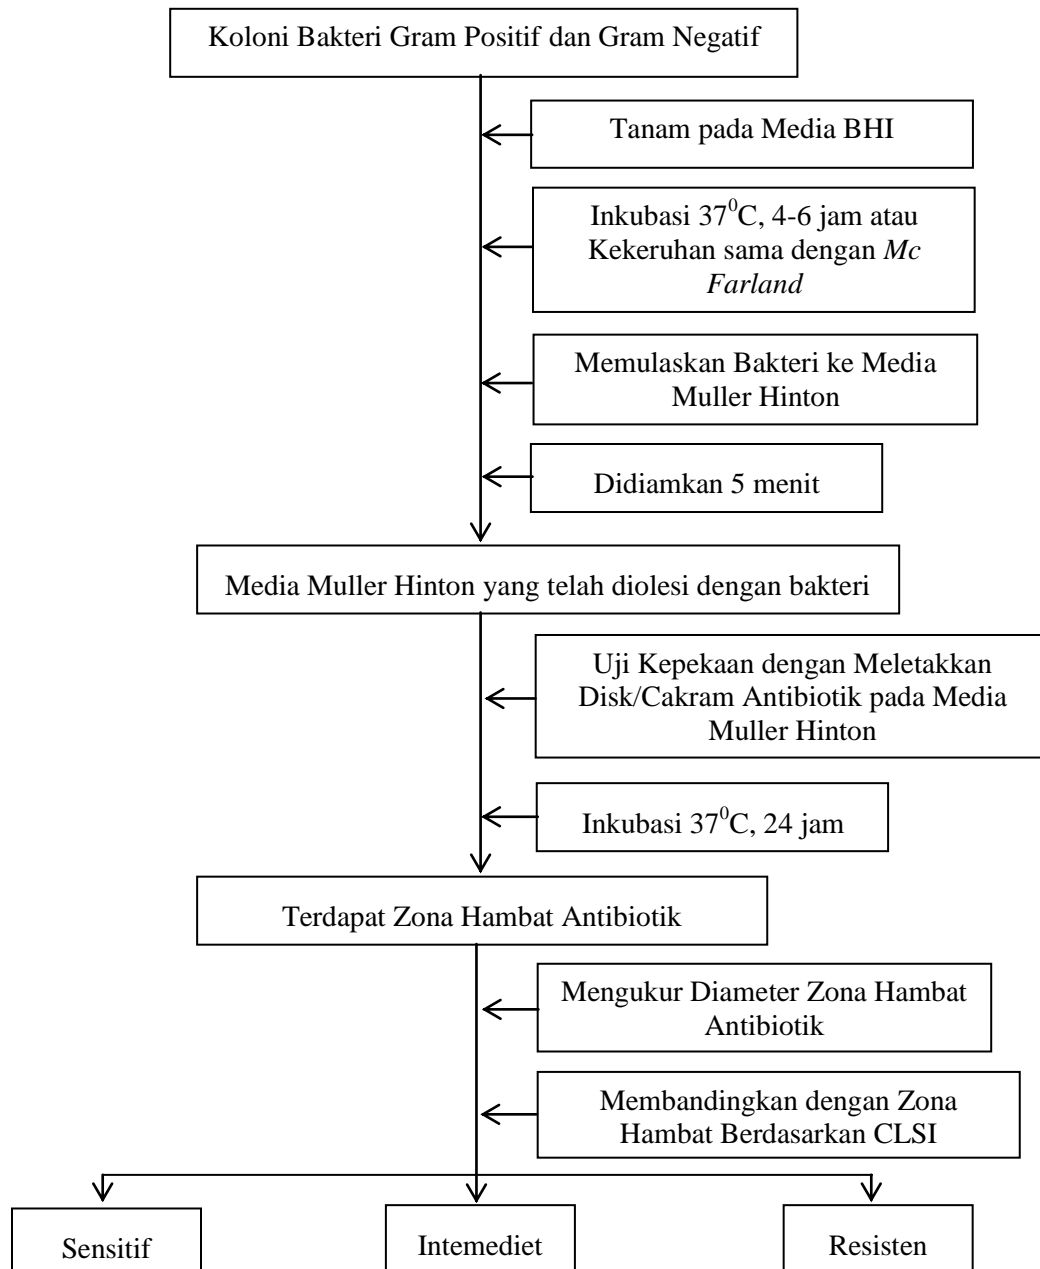 Koloni Bakteri Gram Positif dan Gram Negatif
Tanam pada Media BHI
Inkubasi 37⁰C, 4-6 jam atau
Kekeruhan sama dengan Mc
Farland
Memulaskan Bakteri ke Media
Muller Hinton
Didiamkan 5 menit
Media Muller Hinton yang telah diolesi dengan bakteri
Uji Kepekaan dengan Meletakkan
Disk/Cakram Antibiotik pada Media
Muller Hinton
Inkubasi 37⁰C, 24 jam
Terdapat Zona Hambat Antibiotik
Mengukur Diameter Zona Hambat
Antibiotik
Membandingkan dengan Zona
Hambat Berdasarkan CLSI
Sensitif
Intemediet
Resisten